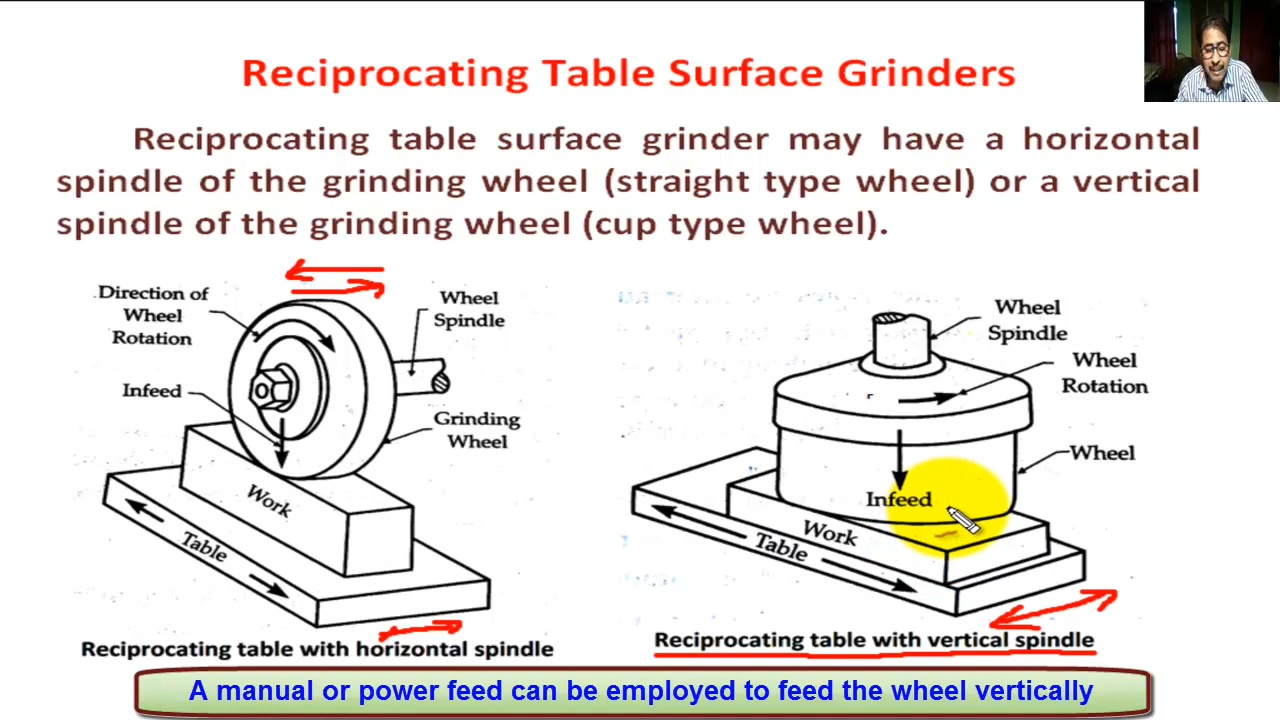 Reciprocating Table Surface Grinders
Reciprocating table surface grinder may have a horizontal
spindle of the grinding wheel (straight type wheel) or a vertical
spindle of the grinding wheel (cup type wheel).
Direction of
Wheel
Rotation
Wheel
Spindle
Infeed
Grinding
Wheel
Work
Table
Reciprocating table with horizontal spindle
Wheel
Spindle
Wheel
Rotation
Wheel
Infeed
Work
Table
Reciprocating table with vertical spindle
A manual or power feed can be employed to feed the wheel vertically